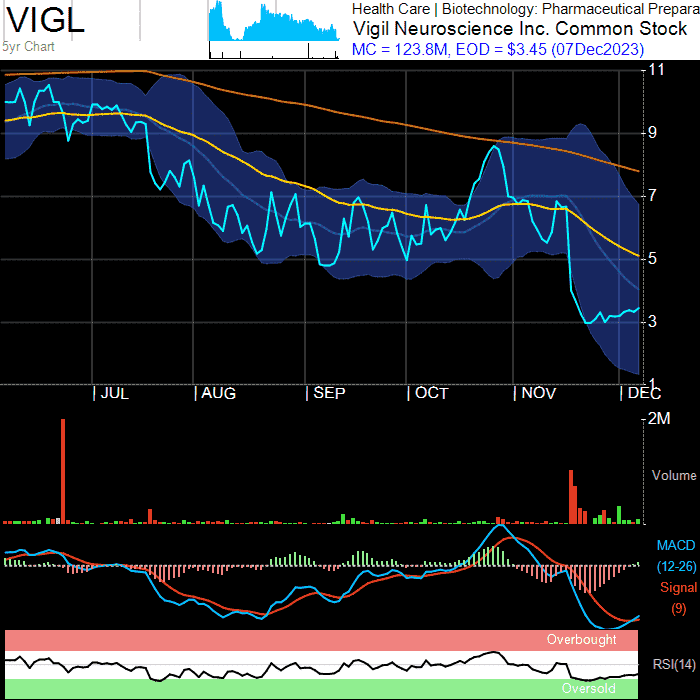 VIGL
5yr Chart
Health Care | Biotechnology: Pharmaceutical Prepara
Vigil Neuroscience Inc. Common Stock
MC = 123.8M, EOD = $3.45 (07Dec2023)
11
9
7
5
3
1
JUL
AUG
SEP
OCT
NOV
DEC
2M
Volume
MACD
(12-26)
Signal
(9)
Overbought
RSI(14)
Oversold